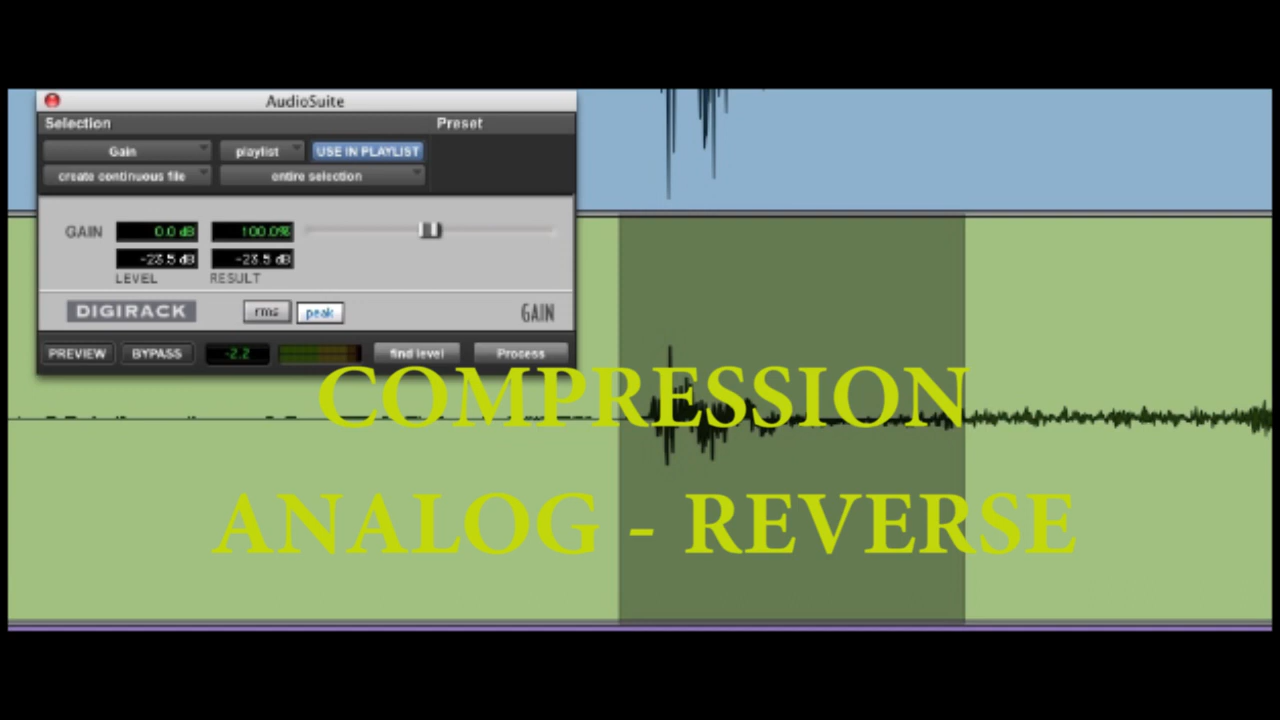 AudioSuite
Selection Preset
Gain playlist USE IN PLAYLIST
create continuous file entire selection
GAIN 0.0 dB 100.0%
-23.5 dB -23.5 dB
LEVEL RESULT
DIGIRACK rms peak GAIN
PREVIEW BYPASS -2.2 find level Process
COMPRESSION
ANALOG - REVERSE